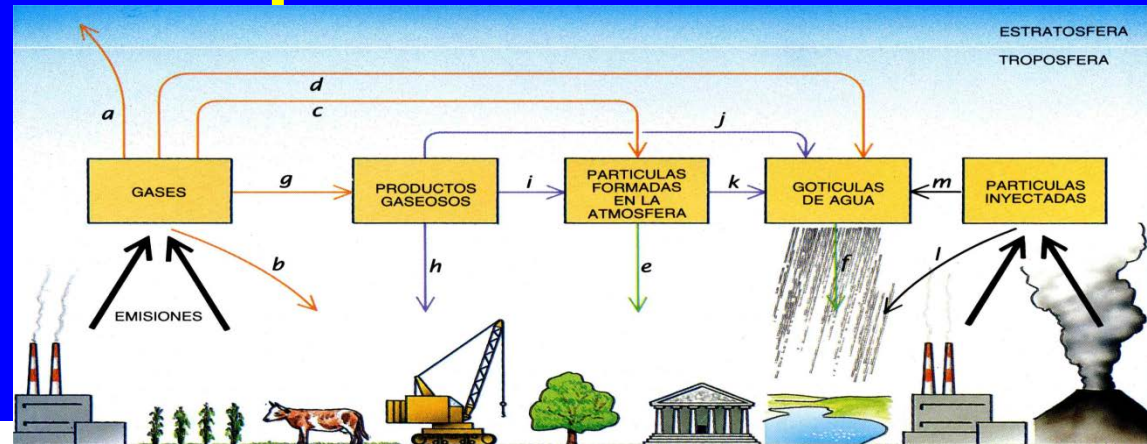 ESTRATOSFERA
TROPOSFERA
a
d
c
j
GASES
g
PRODUCTOS
GASEOSOS
i
PARTICULAS
FORMADAS
EN LA
ATMOSFERA
k
GOTICULAS
DE AGUA
m
PARTICULAS
INYECTADAS
b
h
e
f
l
EMISIONES